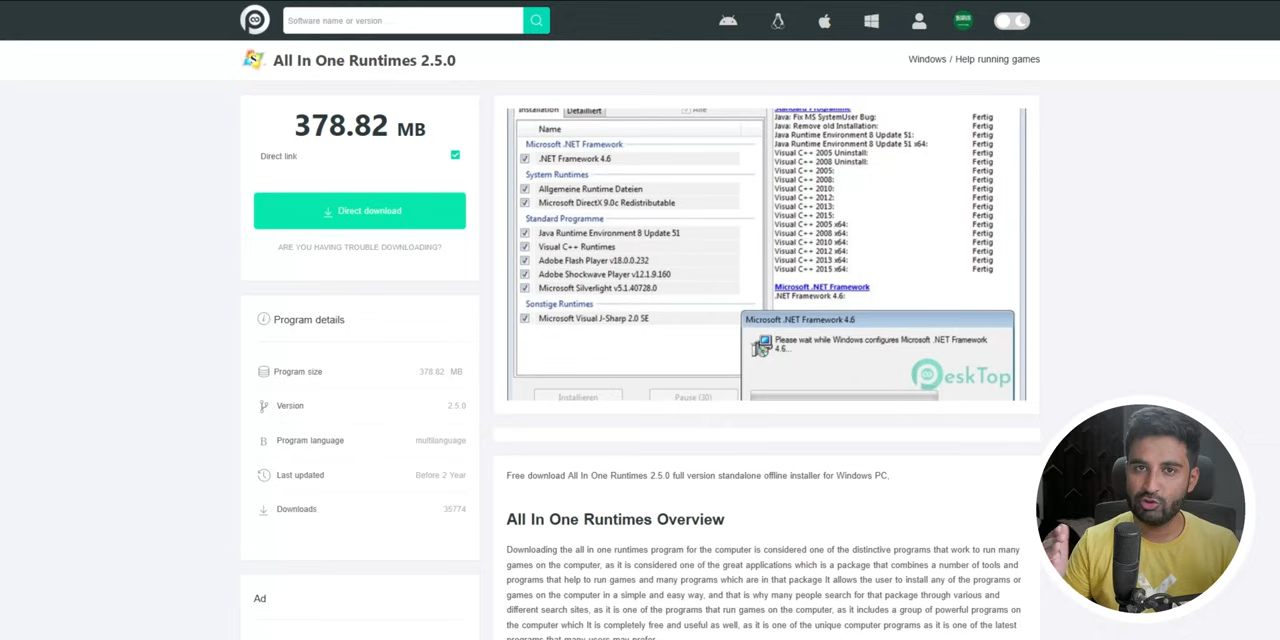 Software name or version ...
All In One Runtimes 2.5.0
Windows / Help running games
378.82 MB
Direct link
Direct download
ARE YOU HAVING TROUBLE DOWNLOADING?
Program details
Program size 378.82 MB
Version 2.5.0
Program language multilanguage
Last updated Before 2 Year
Downloads 35774
Ad
Installation Detailliert Alle
Name
Microsoft .NET Framework
.NET Framework 4.6
System Runtimes
Allgemeine Runtime Dateien
Microsoft DirectX 9.0c Redistributable
Standard Programme
Java Runtime Environment 8 Update 51
Visual C++ Runtimes
Adobe Flash Player v18.0.0.232
Adobe Shockwave Player v12.1.9.160
Microsoft Silverlight v5.1.40728.0
Sonstige Runtimes
Microsoft Visual J-Sharp 2.0 SE
Installieren Pause (30)
Standard Programme:
Java: Fix MS SystemUser Bug: Fertig
Java: Remove old Installation: Fertig
Java Runtime Environment 8 Update 51: Fertig
Java Runtime Environment 8 Update 51 x64: Fertig
Visual C++ 2005 Uninstall: Fertig
Visual C++ 2008 Uninstall: Fertig
Visual C++ 2005: Fertig
Visual C++ 2008: Fertig
Visual C++ 2010: Fertig
Visual C++ 2012: Fertig
Visual C++ 2013: Fertig
Visual C++ 2015: Fertig
Visual C++ 2005 x64: Fertig
Visual C++ 2008 x64: Fertig
Visual C++ 2010 x64: Fertig
Visual C++ 2012 x64: Fertig
Visual C++ 2013 x64: Fertig
Visual C++ 2015 x64: Fertig
Microsoft .NET Framework
.NET Framework 4.6:
Microsoft .NET Framework 4.6
Please wait while Windows configures Microsoft .NET Framework
4.6...
PeskTop
Free download All In One Runtimes 2.5.0 full version standalone offline installer for Windows PC,
All In One Runtimes Overview
Downloading the all in one runtimes program for the computer is considered one of the distinctive programs that work to run many
games on the computer, as it is considered one of the great applications which is a package that combines a number of tools and
programs that help to run games and many programs which are in that package It allows the user to install any of the programs or
games on the computer in a simple and easy way, and that is why many people search for that package through various and
different search sites, as it is one of the programs that run games on the computer, as it includes a group of powerful programs on
the computer which It is completely free and useful as well, as it is one of the unique computer programs as it is one of the latest
programs that many users may prefer